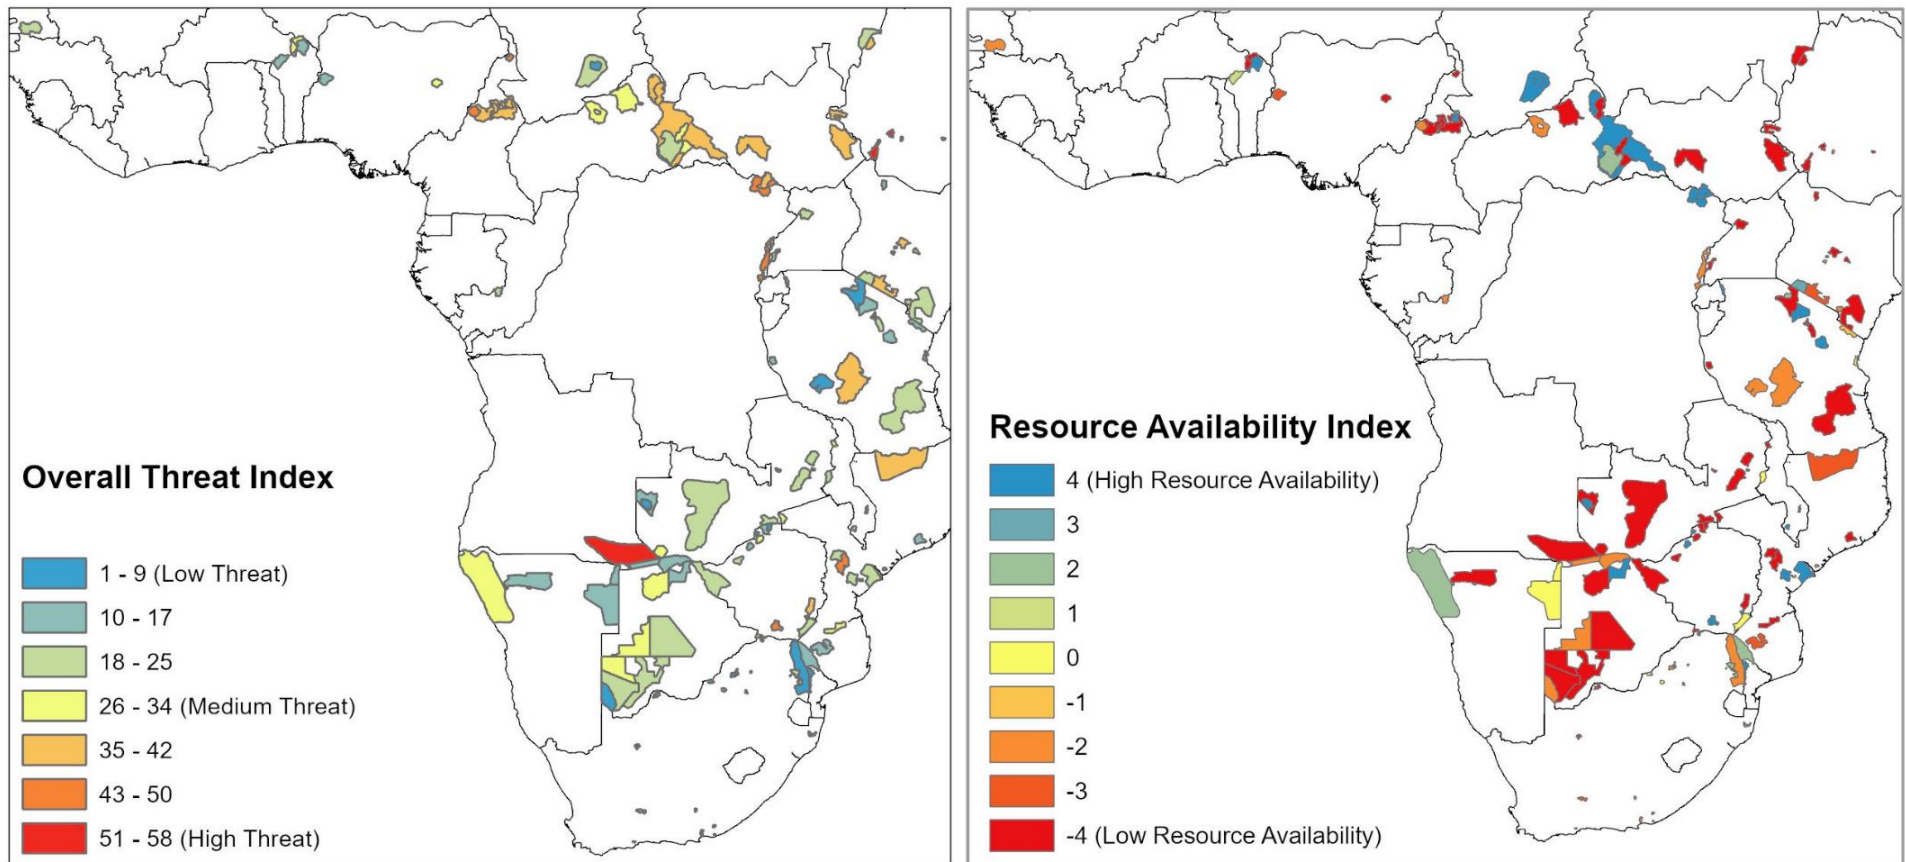 Overall Threat Index
1 - 9 (Low Threat)
10 - 17
18 - 25
26 - 34 (Medium Threat)
35 - 42
43 - 50
51 - 58 (High Threat)
Resource Availability Index
4 (High Resource Availability)
3
2
1
0
-1
-2
-3
-4 (Low Resource Availability)